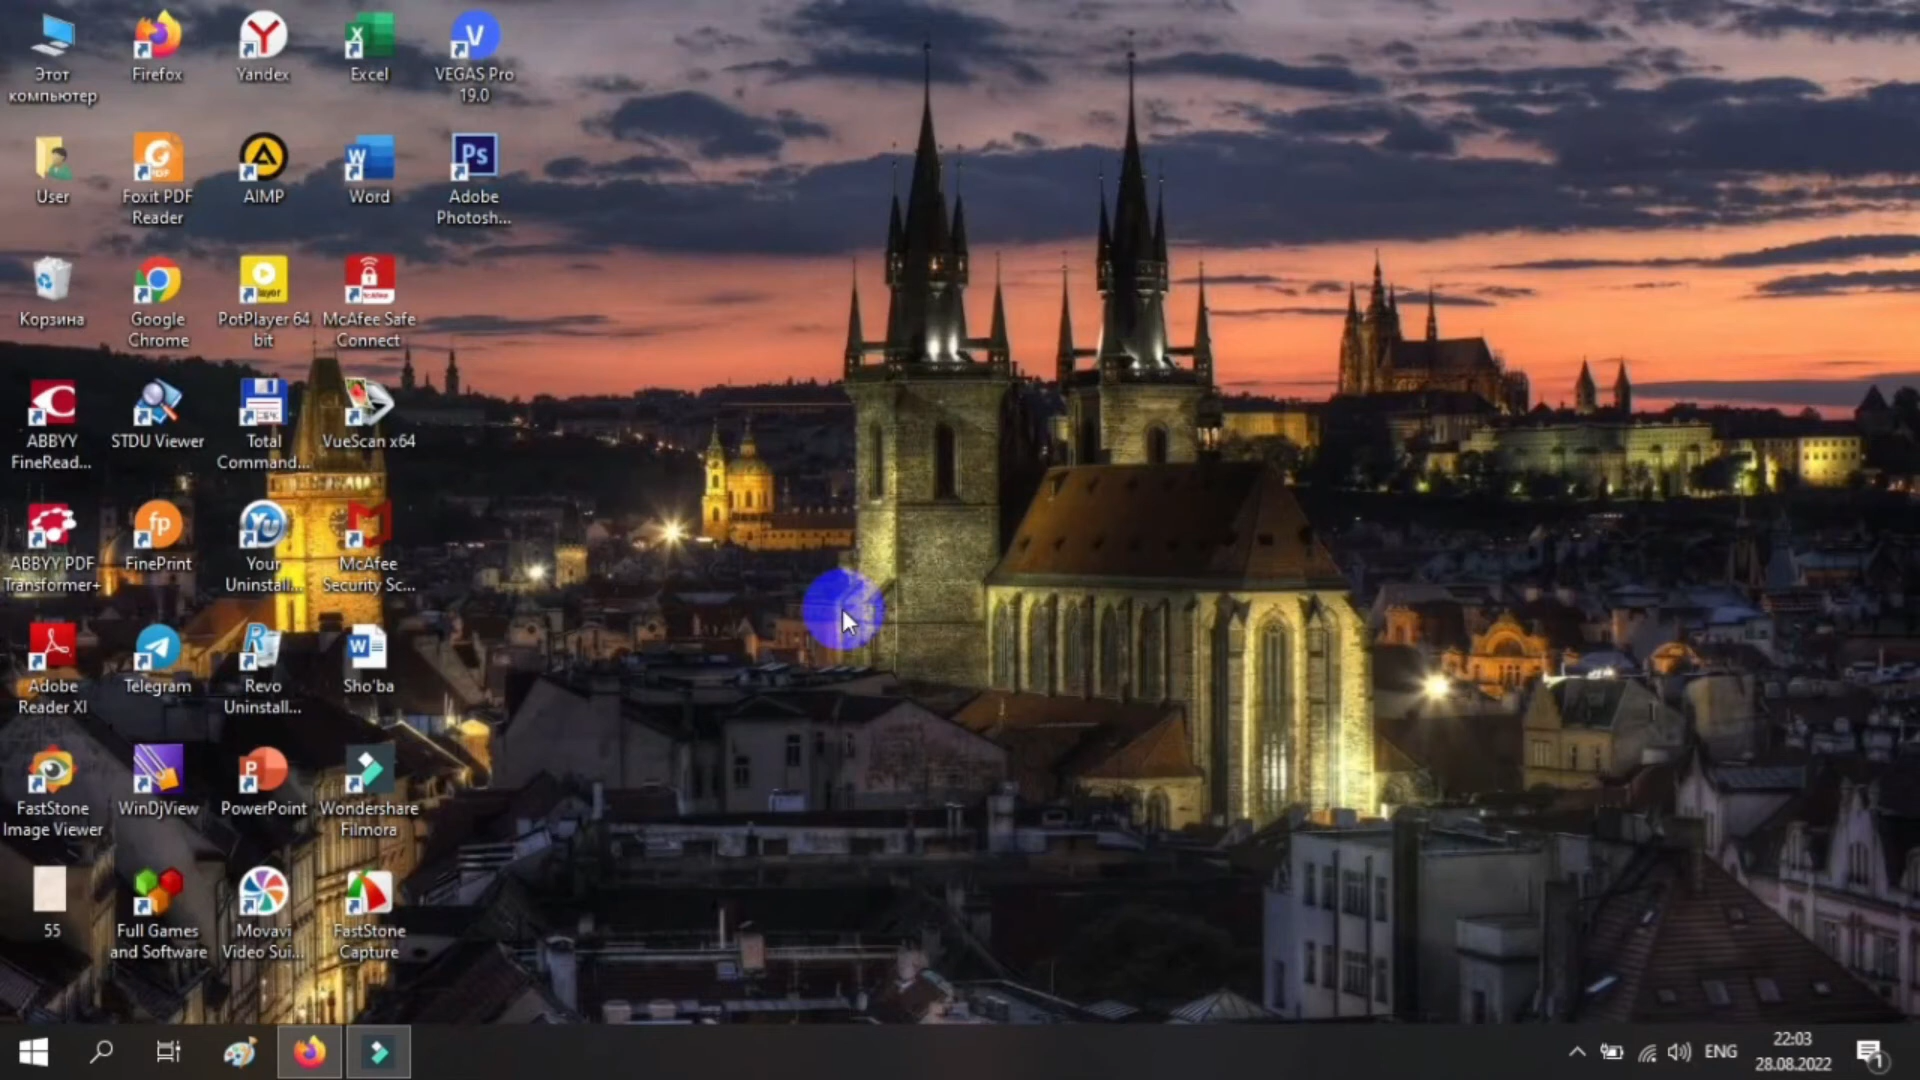 Этот
компьютер
Firefox
Yandex
Excel
VEGAS Pro
19.0
User
Foxit PDF
Reader
AIMP
Word
Adobe
Photosh...
Корзина
Google
Chrome
PotPlayer 64
bit
McAfee Safe
Connect
ABBYY
FineRead...
STDU Viewer
Total
Command...
VueScan x64
ABBYY PDF
Transformer+
FinePrint
Your
Uninstall...
McAfee
Security Sc...
Adobe
Reader XI
Telegram
Revo
Uninstall...
Sho'ba
FastStone
Image Viewer
WinDjView
PowerPoint
Wondershare
Filmora
55
Full Games
and Software
Movavi
Video Sui...
FastStone
Capture
ENG
22:03
28.08.2022
1